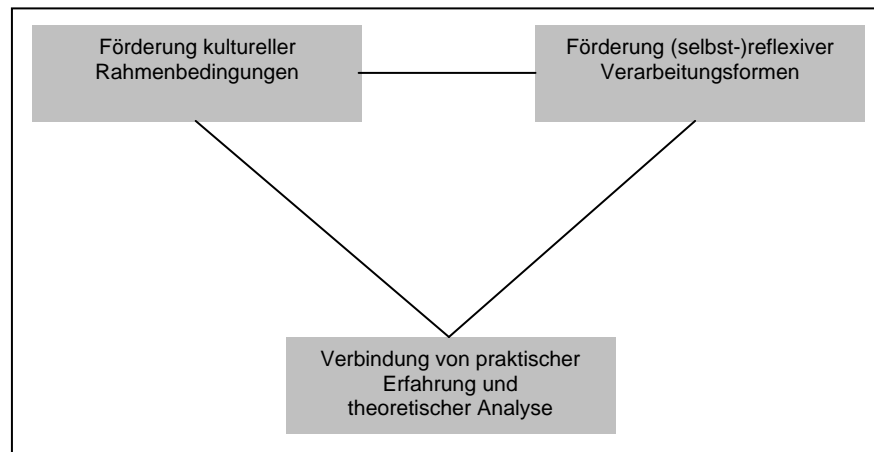 Förderung kultureller
Rahmenbedingungen
Förderung (selbst-)reflexiver
Verarbeitungsformen
Verbindung von praktischer
Erfahrung und
theoretischer Analyse